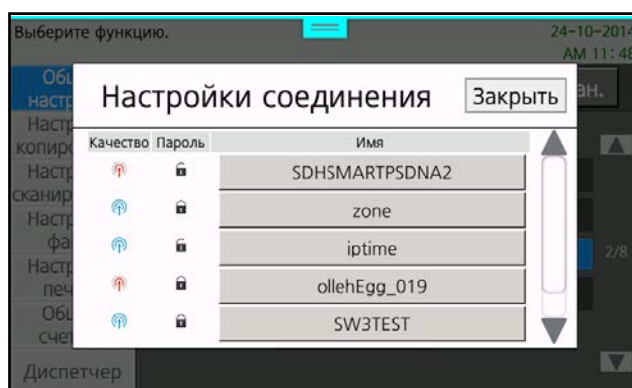 Выберите функцию.
24-10-2014
AM 11:48
Настройки соединения
Закрыть
Качество Пароль Имя
SDHSMARTPSDNA2
zone
iptime
ollehEgg_019
SW3TEST
2/8
Диспетчер